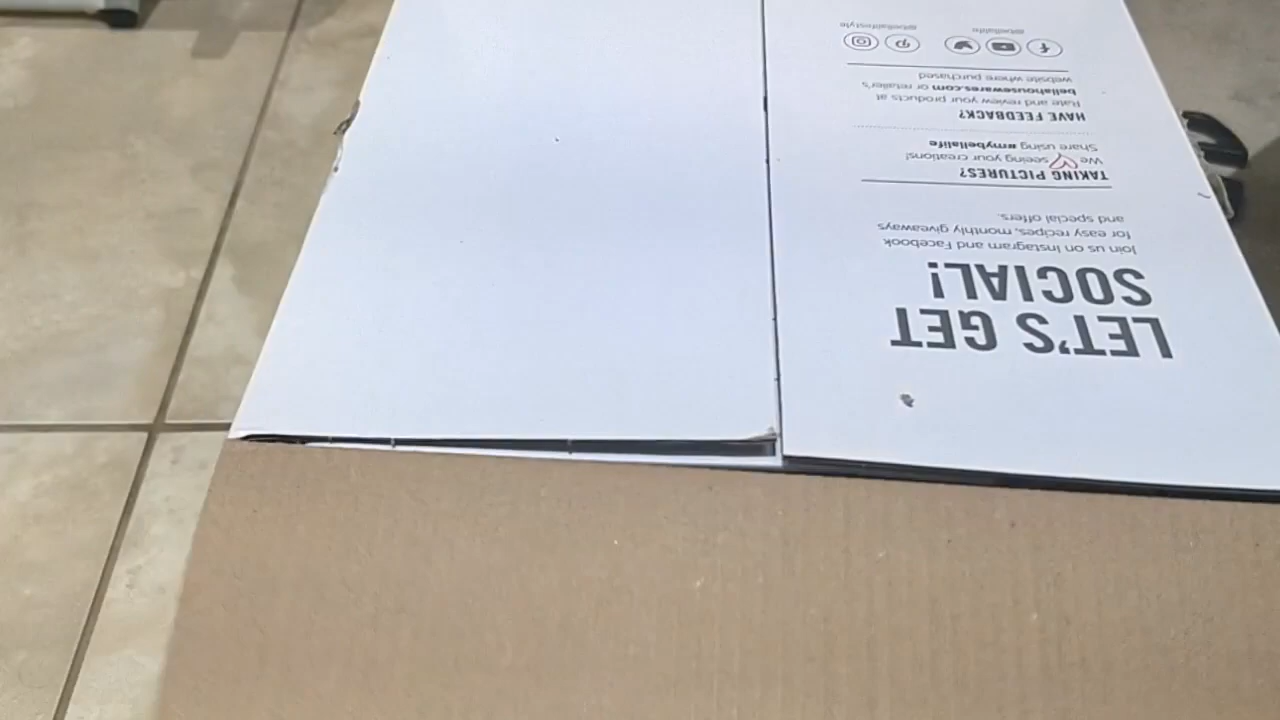 LET'S GET
SOCIAL!
Join us on Instagram and Facebook
for easy recipes, monthly giveaways
and special offers.
TAKING PICTURES?
We seeing your creations!
Share using #mybellalife
HAVE FEEDBACK?
Rate and review your products at
bellahousewares.com or retailer's
website where purchased
@bellalife
@bellalifestyle